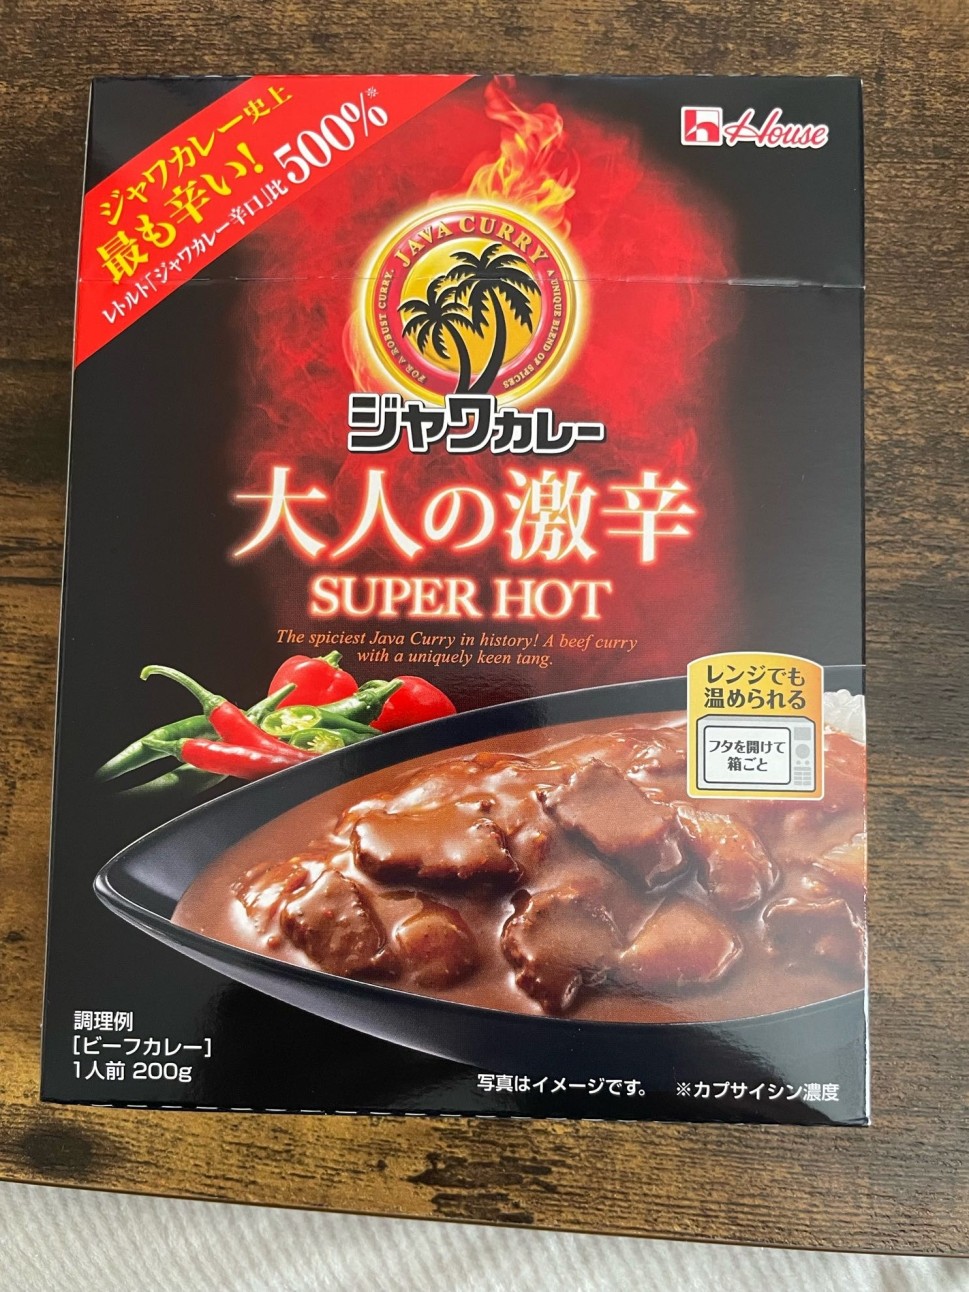 ジャワカレー史上
最も辛い!
レトルト「ジャワカレー辛口」比500%※
House
JAVA CURRY
FOR A ROBUST CURRY.
A UNIQUE BLEND OF SPICES
ジャワカレー
大人の激辛
SUPER HOT
The spiciest Java Curry in history! A beef curry
with a uniquely keen tang.
レンジでも
温められる
フタを開けて
箱ごと
調理例
[ビーフカレー]
1人前 200g
写真はイメージです。 ※カプサイシン濃度